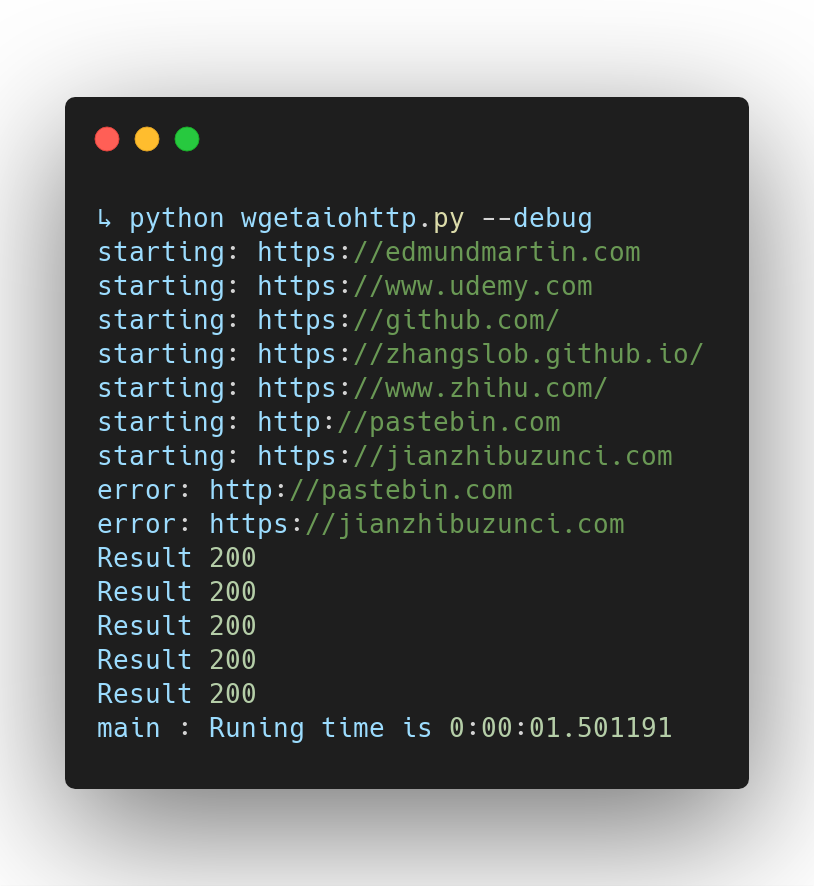 ↳ python wgetaiohttp.py --debug
starting: https://edmundmartin.com
starting: https://www.udemy.com
starting: https://github.com/
starting: https://zhangslob.github.io/
starting: https://www.zhihu.com/
starting: http://pastebin.com
starting: https://jianzhibuzunci.com
error: http://pastebin.com
error: https://jianzhibuzunci.com
Result 200
Result 200
Result 200
Result 200
Result 200
main : Runing time is 0:00:01.501191